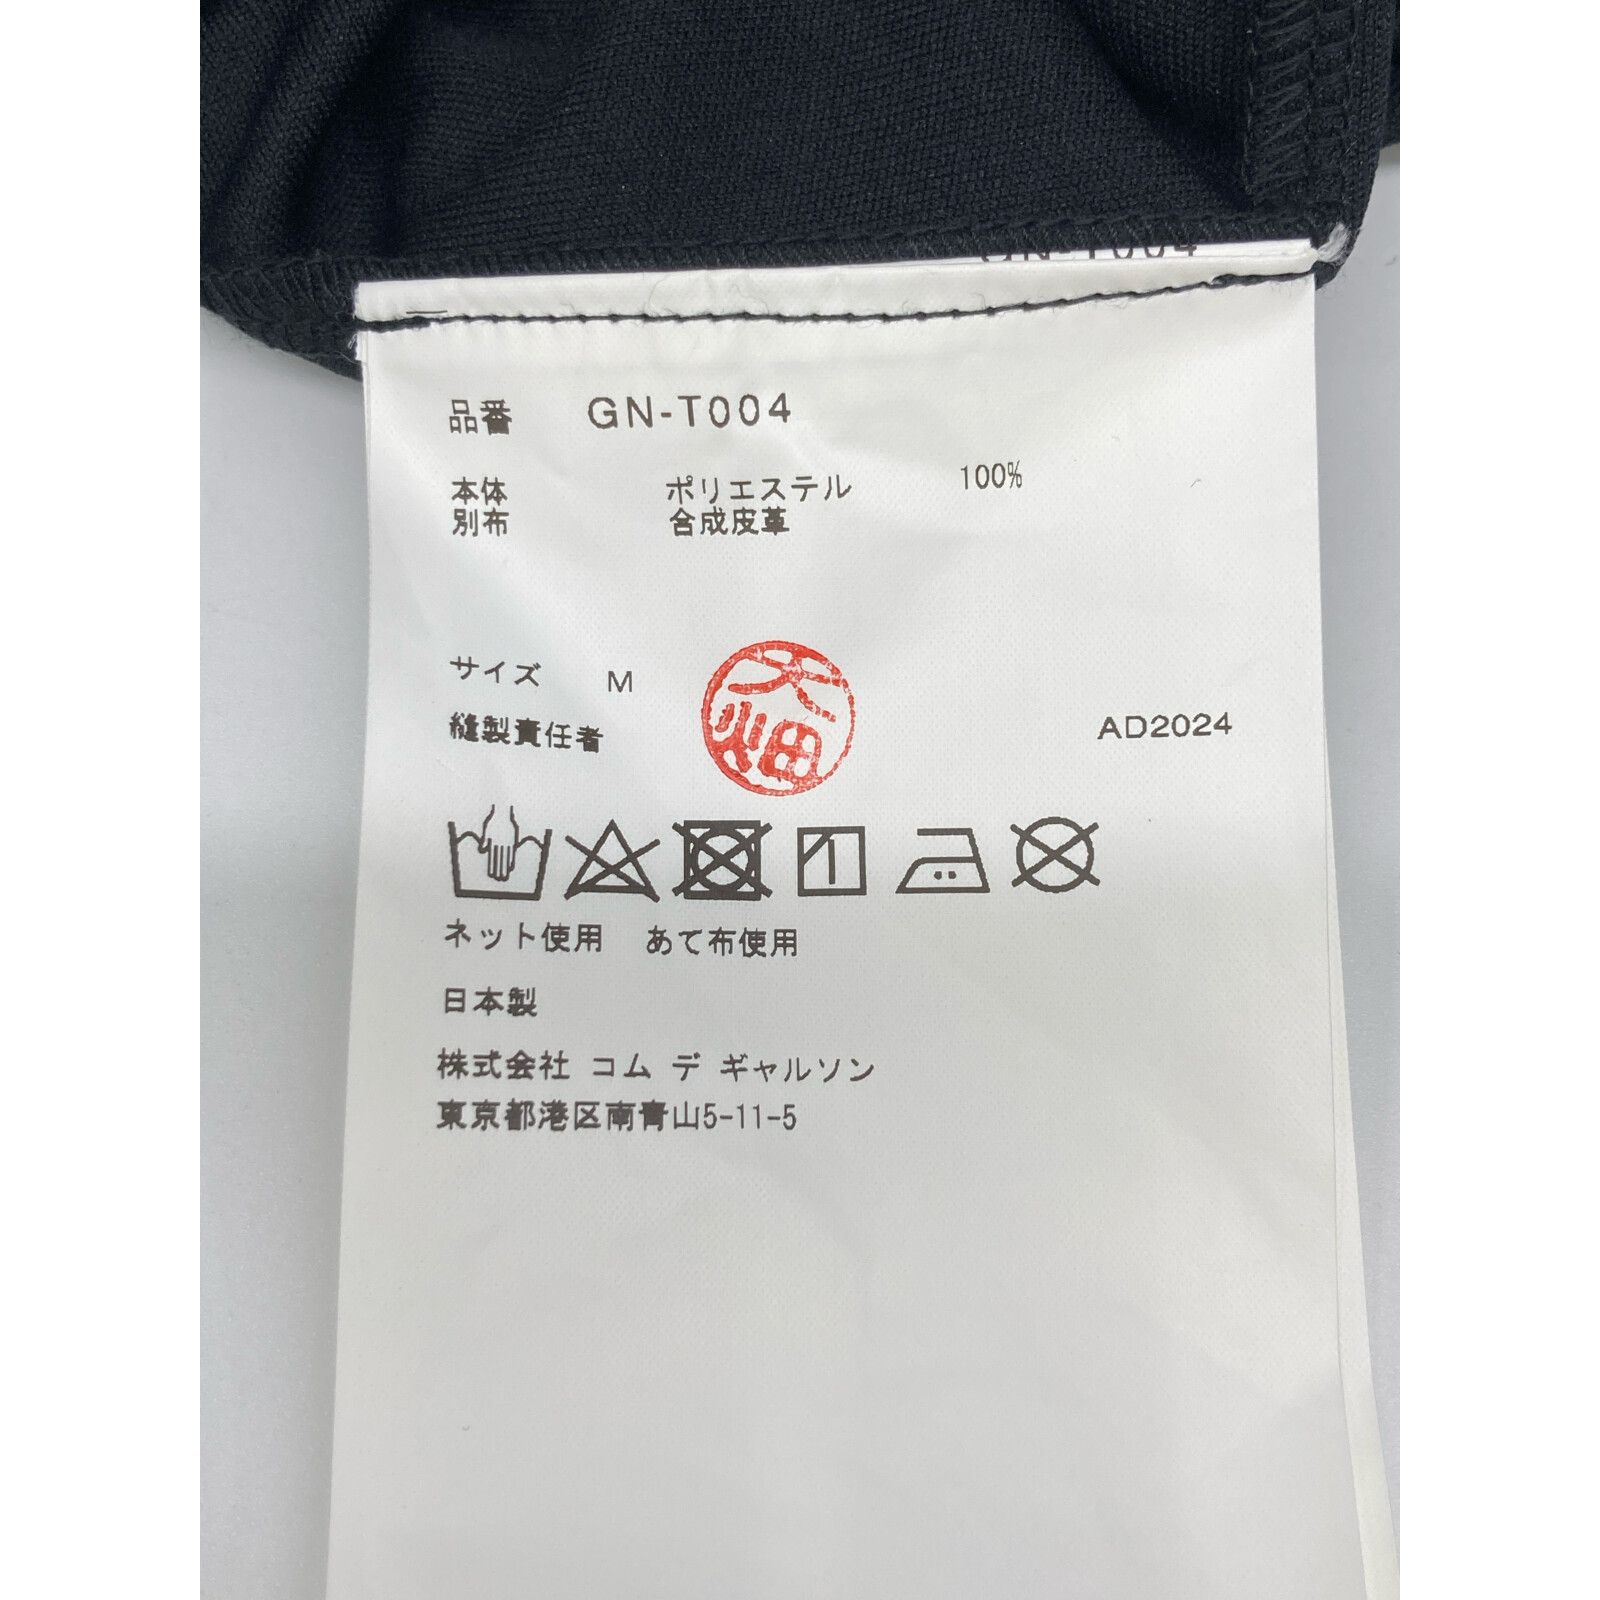 GN-T004
品番 GN-T004
本体 ポリエステル 100%
別布 合成皮革
サイズ M
縫製責任者
AD2024
ネット使用 あて布使用
日本製
株式会社 コム デ ギャルソン
東京都港区南青山5-11-5